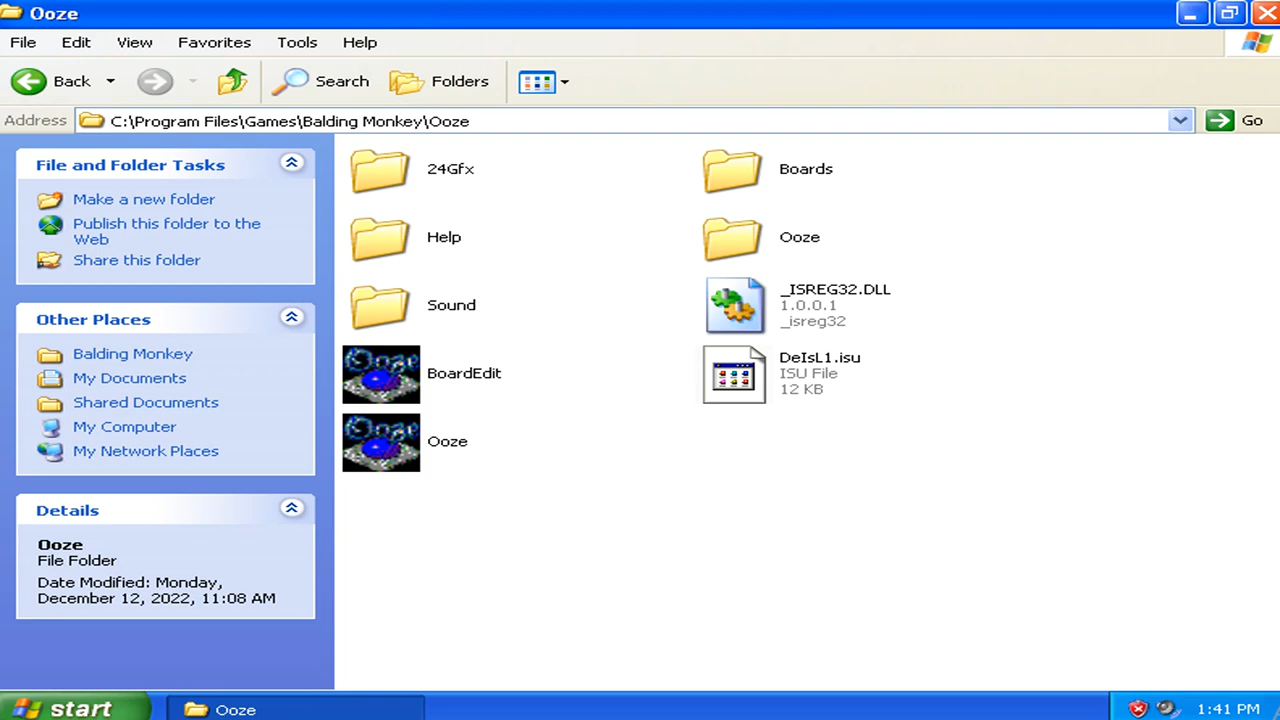 Ooze
File Edit View Favorites Tools Help
Back Search Folders
Address C:\Program Files\Games\Balding Monkey\Ooze Go
File and Folder Tasks
Make a new folder
Publish this folder to the
Web
Share this folder
Other Places
Balding Monkey
My Documents
Shared Documents
My Computer
My Network Places
Details
Ooze
File Folder
Date Modified: Monday,
December 12, 2022, 11:08 AM
24Gfx
Boards
Help
Ooze
Sound
_ISREG32.DLL
1.0.0.1
_isreg32
Ooze
BoardEdit
DeIsL1.isu
ISU File
12 KB
Ooze
Ooze
start
Ooze
1:41 PM